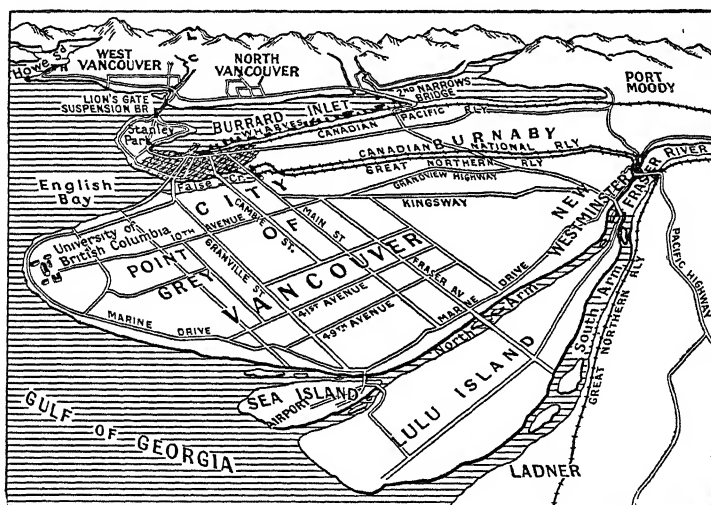 Howe Sd
WEST
VANCOUVER
NORTH
VANCOUVER
LION'S GATE
SUSPENSION BR
2ND NARROWS
BRIDGE
PORT
MOODY
Stanley
Park
BURRARD INLET
WHARVES
CANADIAN PACIFIC RLY
BURNABY
CANADIAN NATIONAL RLY
GREAT NORTHERN RLY
GRANDVIEW HIGHWAY
KINGSWAY
English
Bay
False Cr.
University of
British Columbia
10TH AVENUE
CITY
OF
VANCOUVER
POINT
GREY
CAMBIE
ST.
MAIN ST
GRANVILLE ST
FRASER AV
41ST AVENUE
49TH AVENUE
MARINE DRIVE
MARINE DRIVE
NEW
WESTMINSTER
FRASER RIVER
North Arm
South Arm
GREAT NORTHERN RLY
PACIFIC HIGHWAY
SEA ISLAND
AIRPORT
LULU ISLAND
GULF OF GEORGIA
LADNER